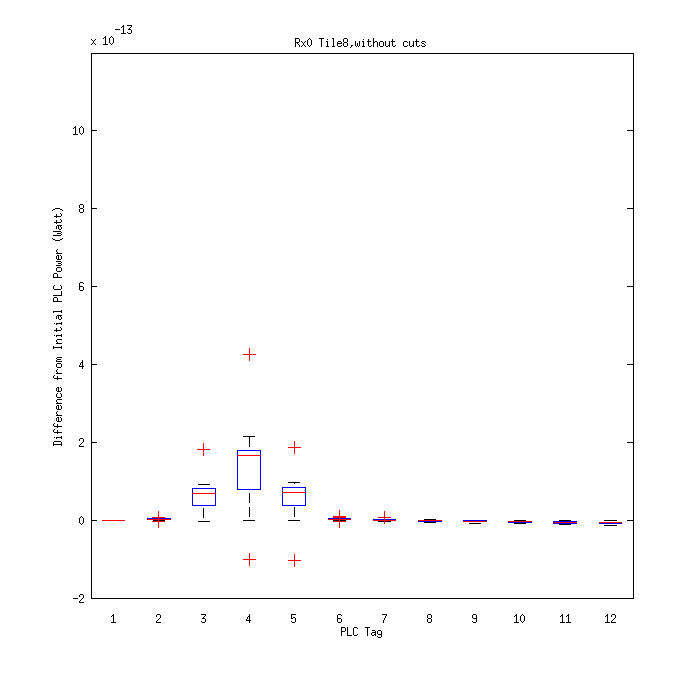 x 10-13
Rx0 Tile8,without cuts
10
8
6
4
2
0
-2
Difference from Initial PLC Power (Watt)
1 2 3 4 5 6 7 8 9 10 11 12
PLC Tag